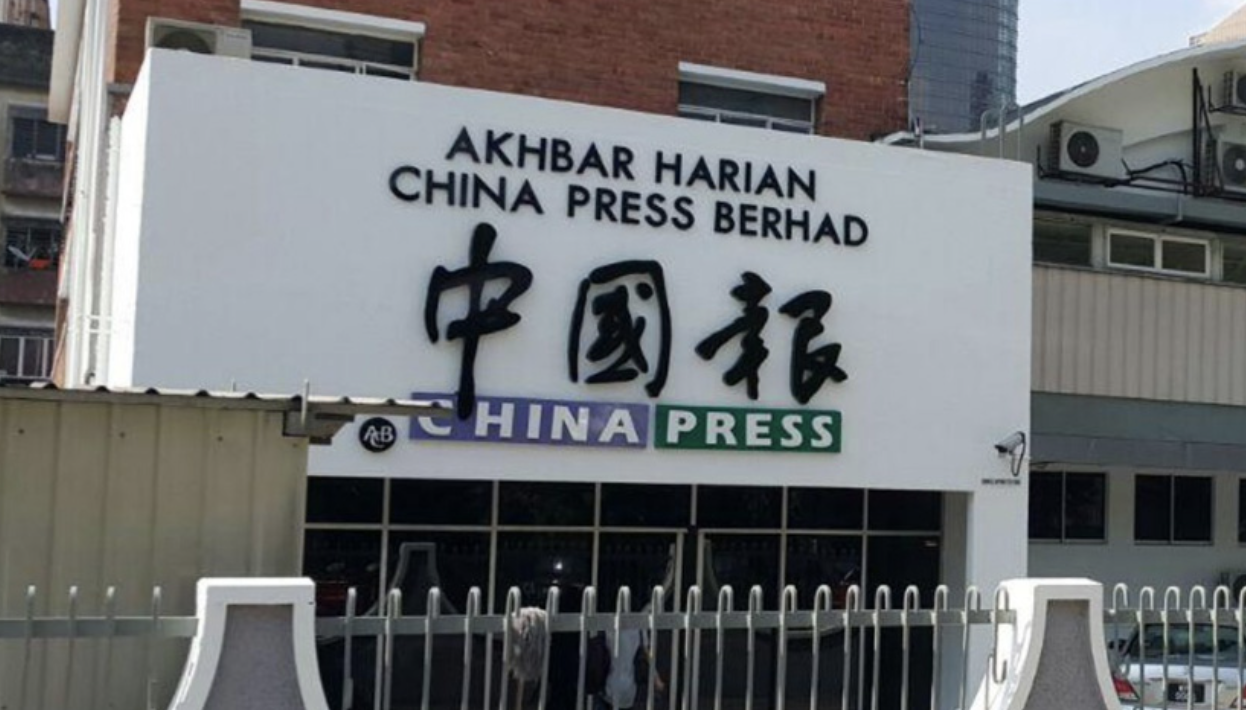 AKHBAR HARIAN
CHINA PRESS BERHAD
中國報
CHINA PRESS